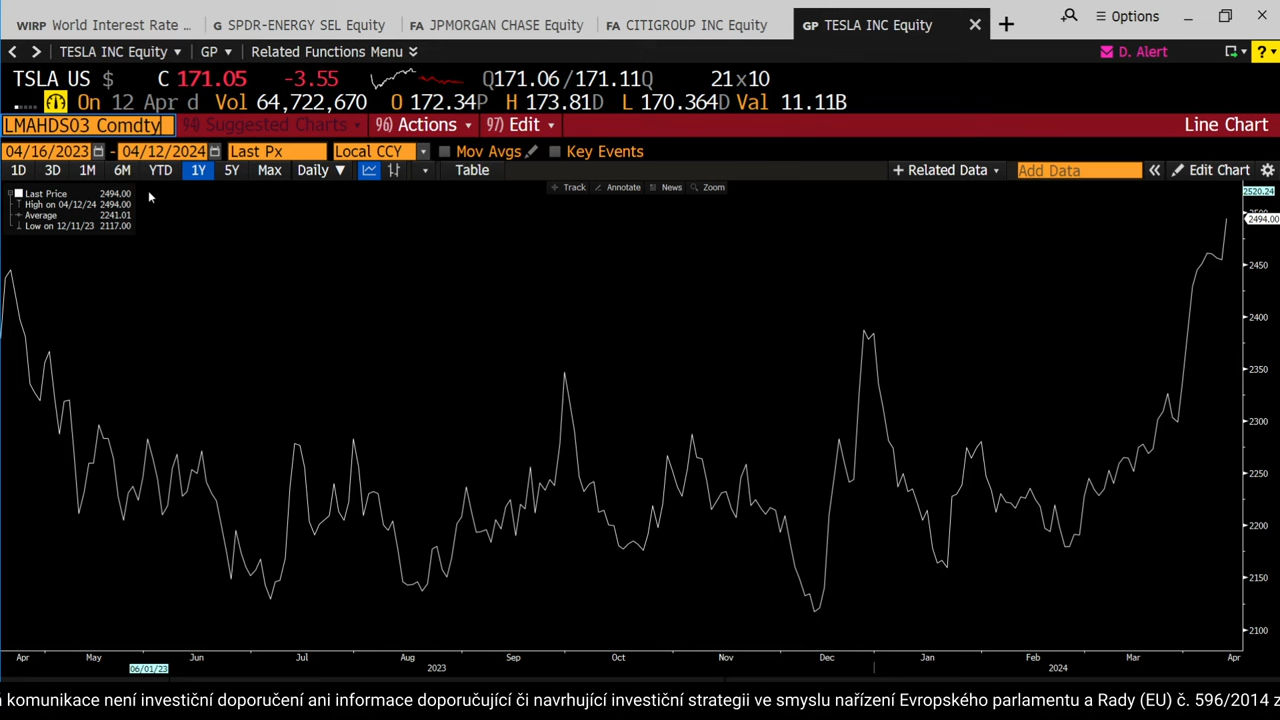 WIRP World Interest Rate ... G SPDR-ENERGY SEL Equity FA JPMORGAN CHASE Equity FA CITIGROUP INC Equity GP TESLA INC Equity Options
TESLA INC Equity GP Related Functions Menu D. Alert ?
TSLA US $ C 171.05 -3.55 Q171.06/171.11Q 21x10
On 12 Apr d Vol 64,722,670 O 172.34P H 173.81D L 170.364D Val 11.11B
LMAHDS03 Comdty 94) Suggested Charts 96) Actions 97) Edit Line Chart
04/16/2023 - 04/12/2024 Last Px Local CCY Mov Avgs Key Events
1D 3D 1M 6M YTD 1Y 5Y Max Daily Table + Related Data Add Data Edit Chart
Track Annotate News Zoom
Last Price 2494.00
High on 04/12/24 2494.00
Average 2241.01
Low on 12/11/23 2117.00
2520.24
2500
2494.00
2450
2400
2350
2300
2250
2200
2150
2100
Apr May Jun Jul Aug Sep Oct Nov Dec Jan Feb Mar Apr
06/01/23 2023 2024
komunikace není investiční doporučení ani informace doporučující či navrhující investiční strategii ve smyslu nařízení Evropského parlamentu a Rady (EU) č. 596/2014 z